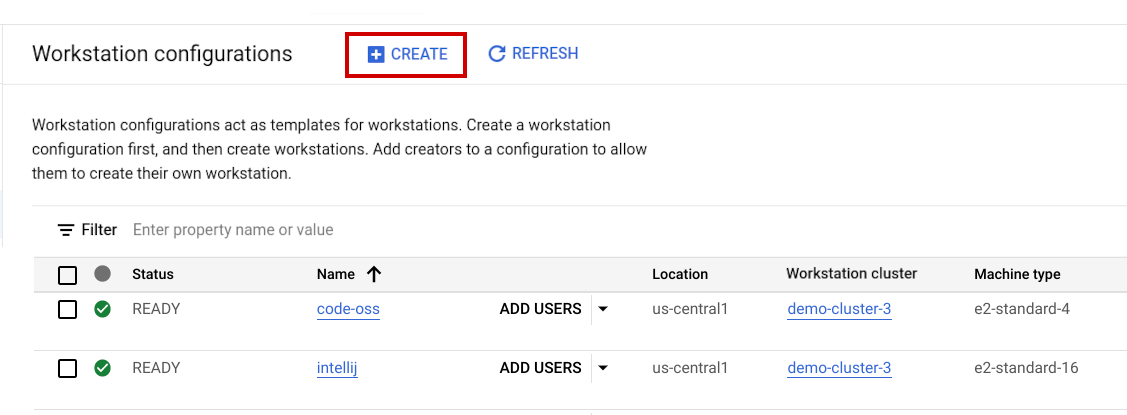 Workstation configurations CREATE REFRESH
Workstation configurations act as templates for workstations. Create a workstation
configuration first, and then create workstations. Add creators to a configuration to allow
them to create their own workstation.
Filter Enter property name or value
Status Name Location Workstation cluster Machine type
READY code-oss ADD USERS us-central1 demo-cluster-3 e2-standard-4
READY intellij ADD USERS us-central1 demo-cluster-3 e2-standard-16